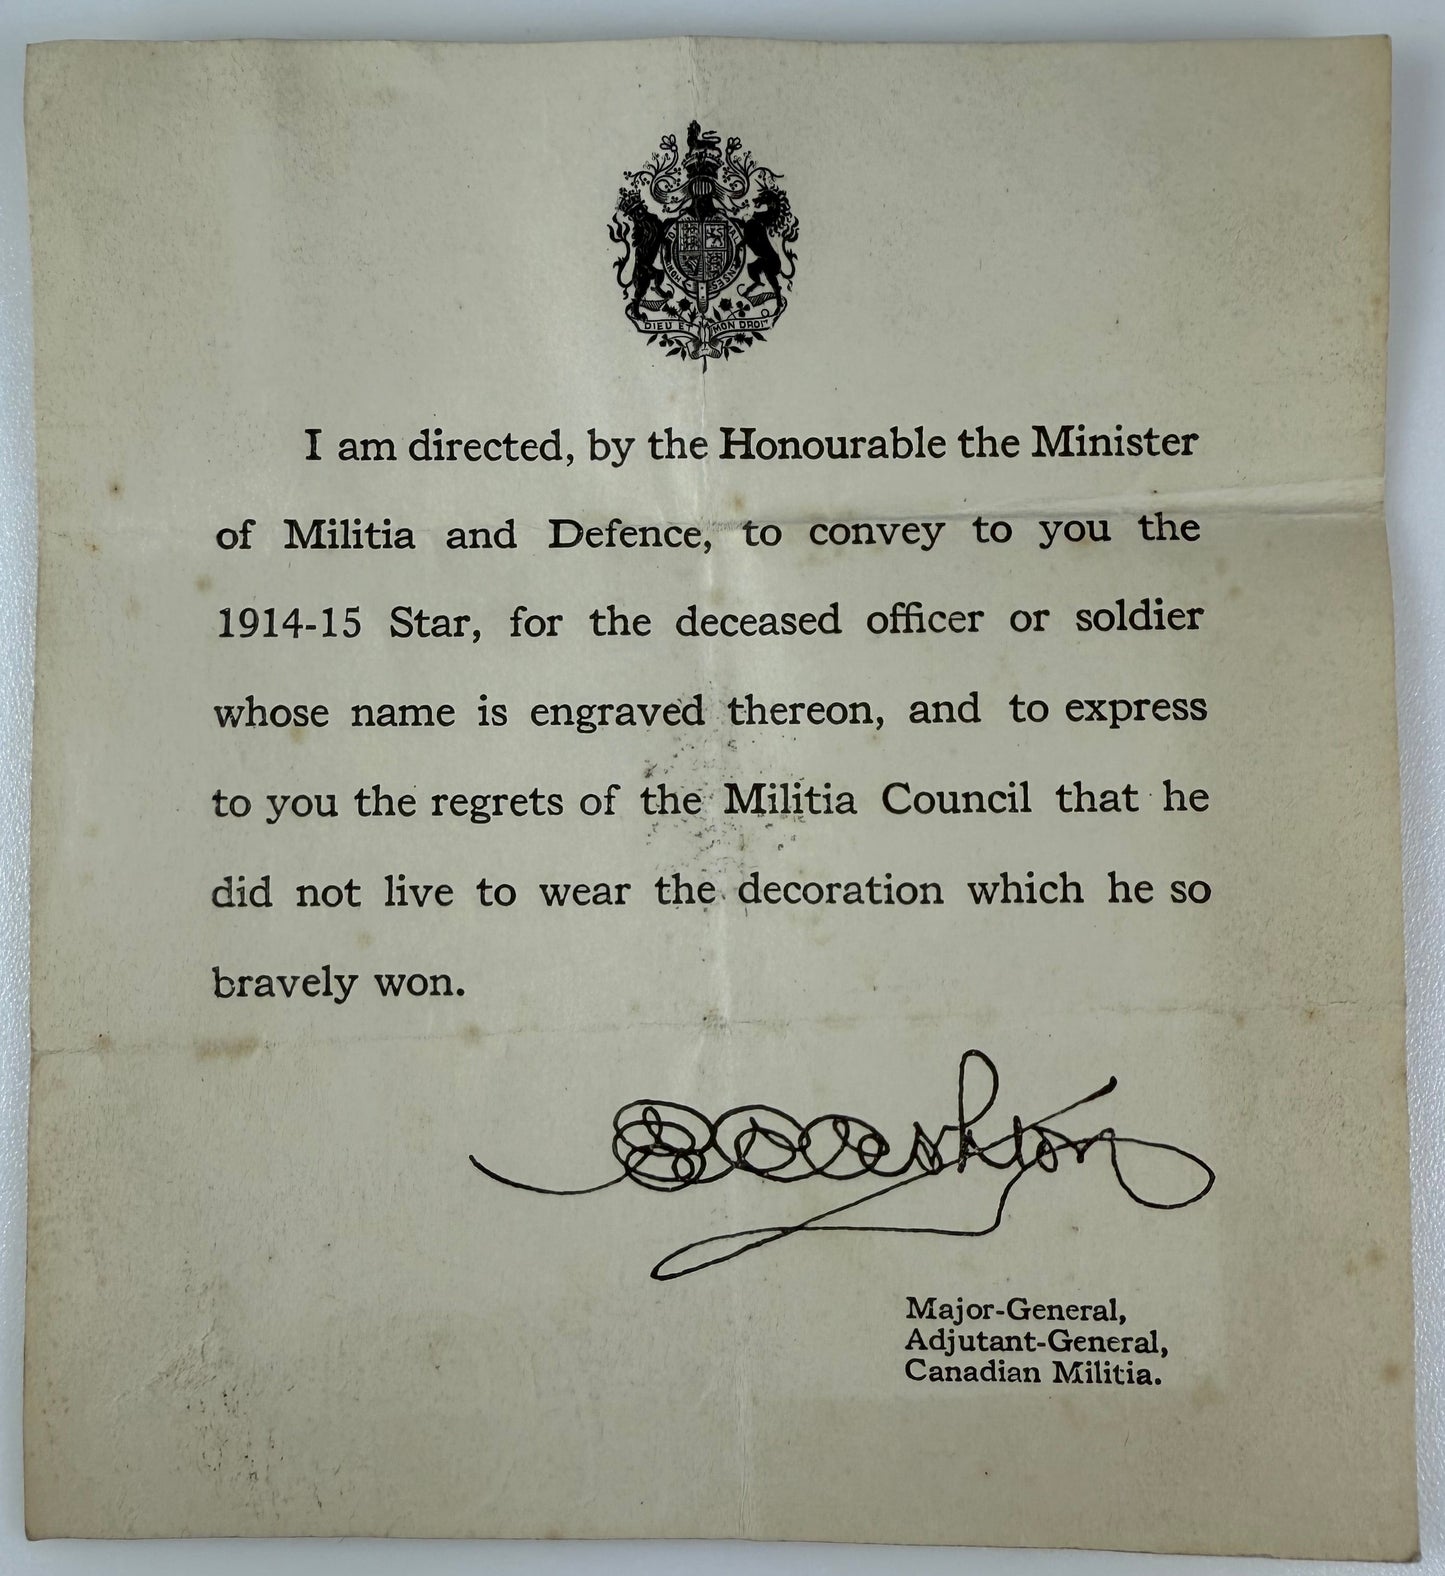 DIEU ET MON DROIT
I am directed, by the Honourable the Minister
of Militia and Defence, to convey to you the
1914-15 Star, for the deceased officer or soldier
whose name is engraved thereon, and to express
to you the regrets of the Militia Council that he
did not live to wear the decoration which he so
bravely won.
ECAshton
Major-General,
Adjutant-General,
Canadian Militia.